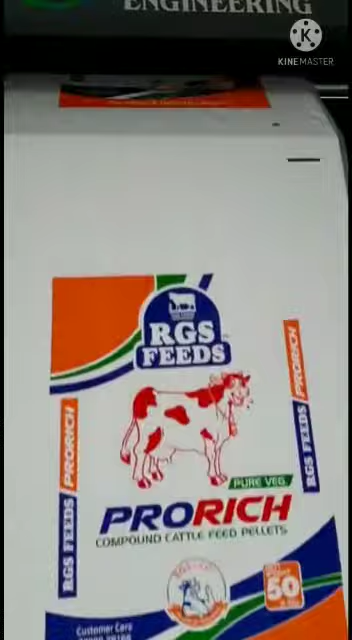 ENGINEERING
KINEMASTER
RGS
FEEDS
PURE VEG.
PRORICH
COMPOUND CATTLE FEED PELLETS
RGS FEEDS PRORICH
RGS FEEDS PRORICH
50
Customer Care